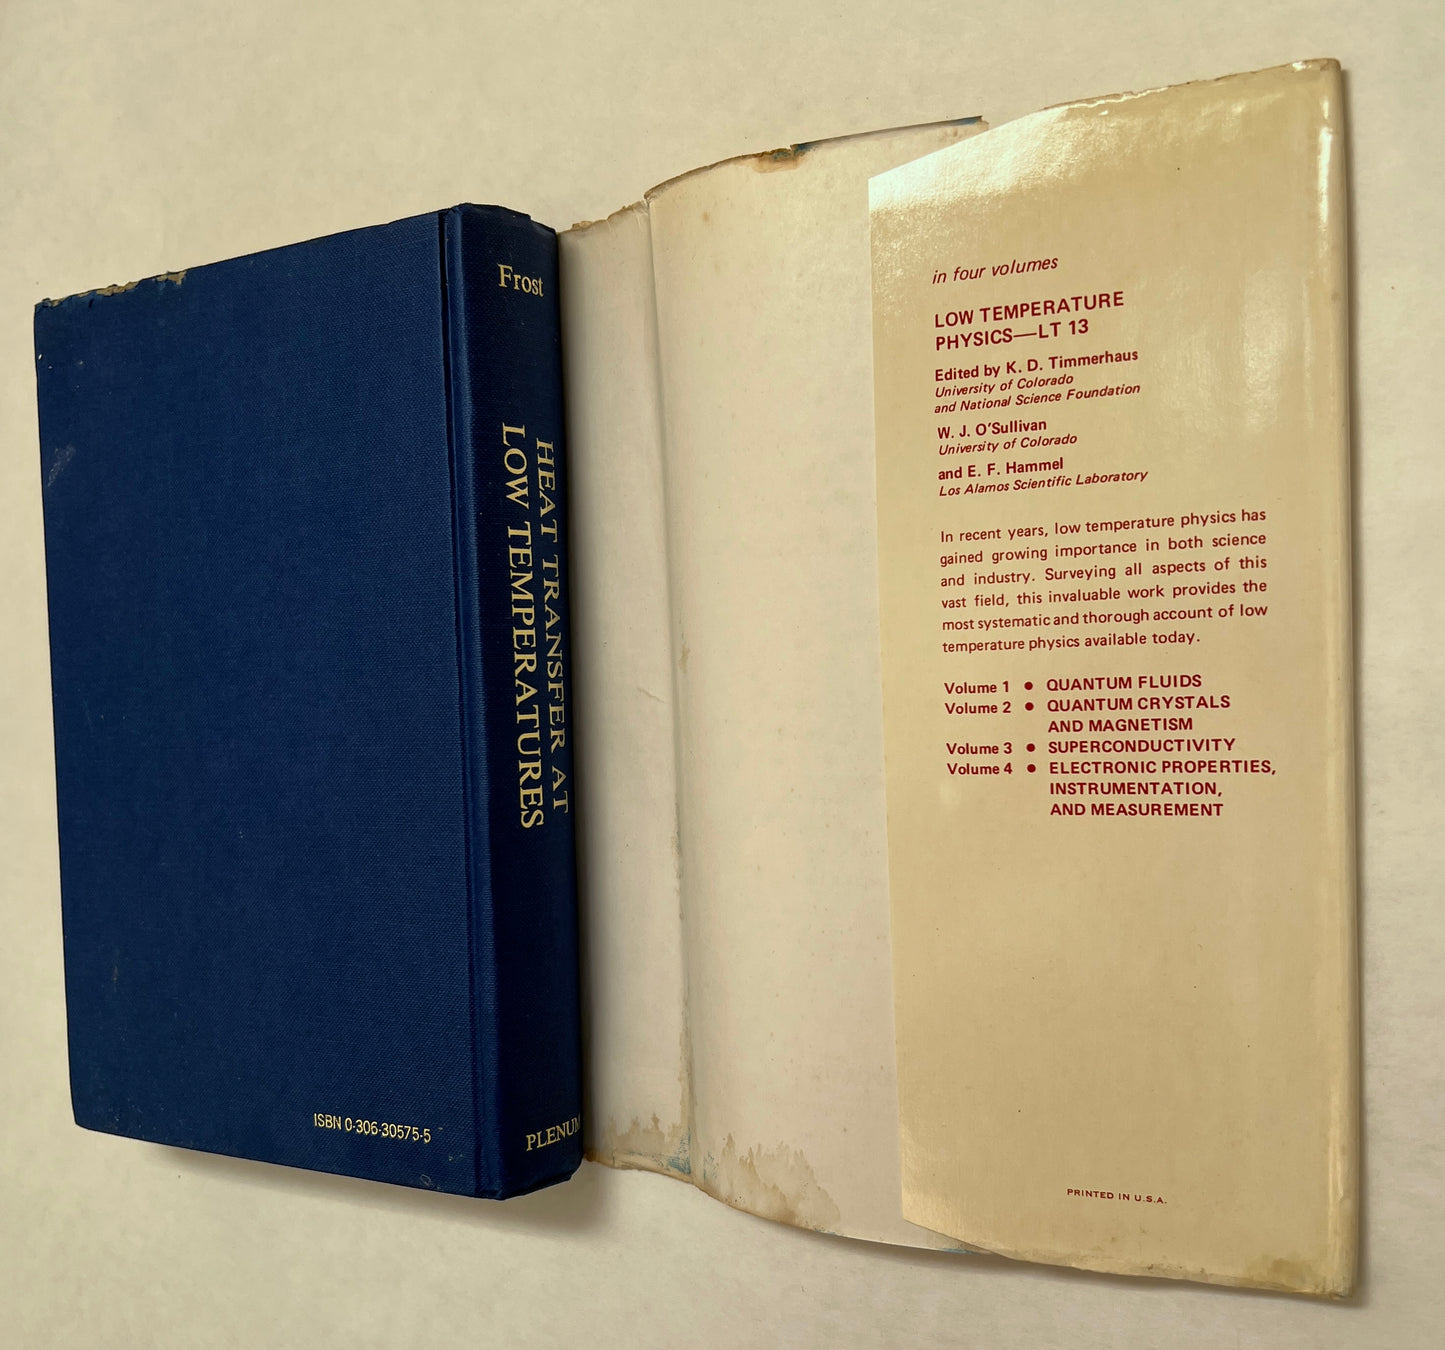 Frost
HEAT TRANSFER AT
LOW TEMPERATURES
PLENUM
ISBN 0-306-30575-5
in four volumes
LOW TEMPERATURE
PHYSICS—LT 13
Edited by K. D. Timmerhaus
University of Colorado
and National Science Foundation
W. J. O'Sullivan
University of Colorado
and E. F. Hammel
Los Alamos Scientific Laboratory
In recent years, low temperature physics has
gained growing importance in both science
and industry. Surveying all aspects of this
vast field, this invaluable work provides the
most systematic and thorough account of low
temperature physics available today.
Volume 1 • QUANTUM FLUIDS
Volume 2 • QUANTUM CRYSTALS
AND MAGNETISM
Volume 3 • SUPERCONDUCTIVITY
Volume 4 • ELECTRONIC PROPERTIES,
INSTRUMENTATION,
AND MEASUREMENT
PRINTED IN U.S.A.